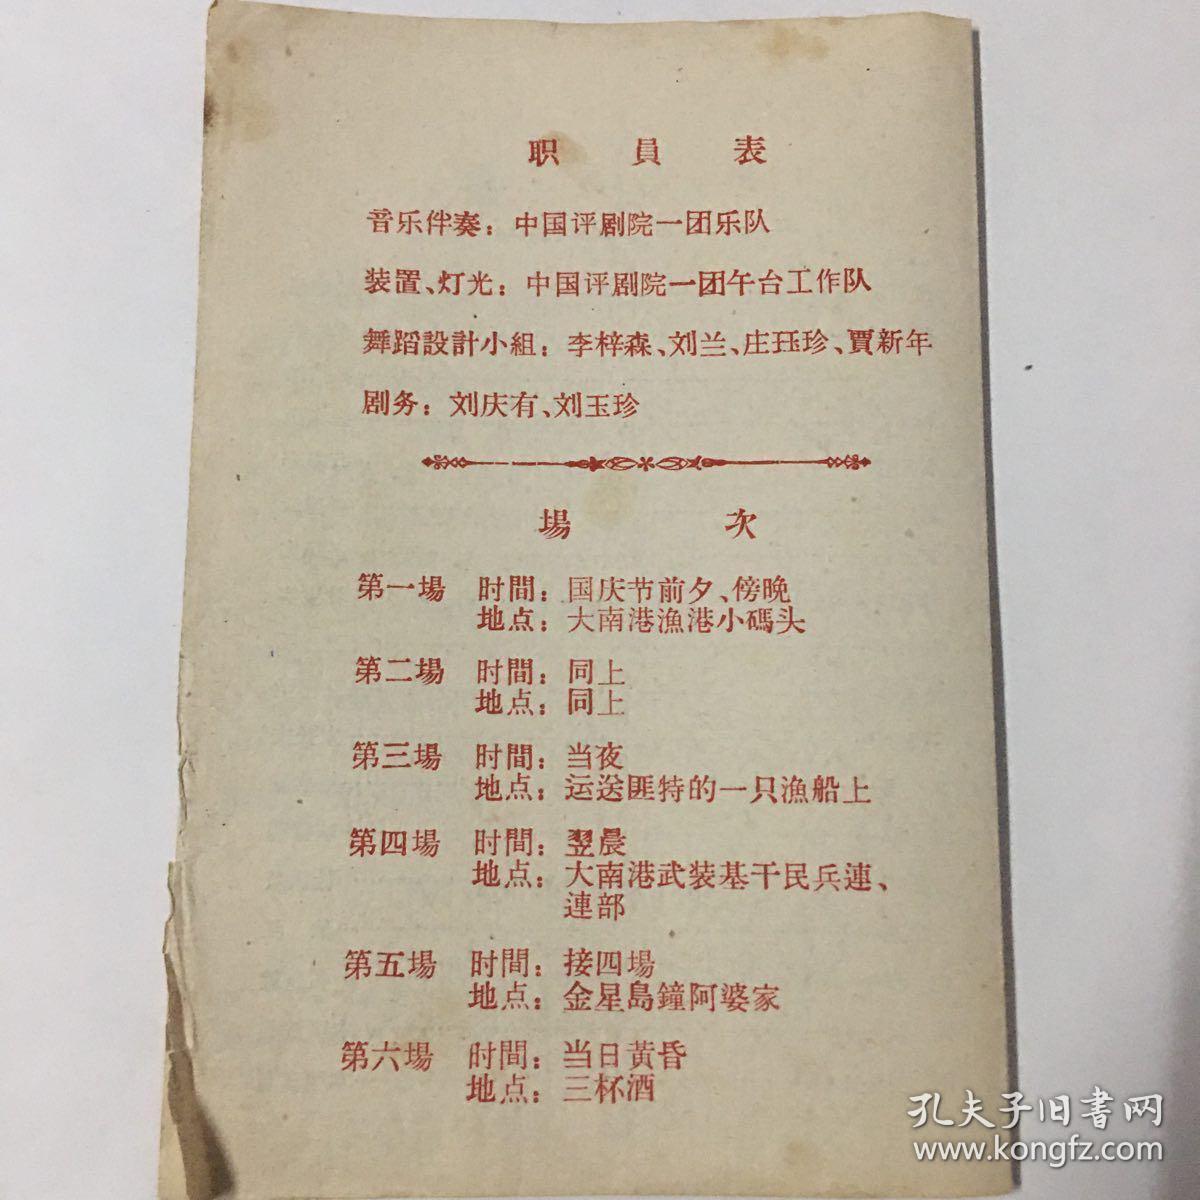 职員表
音乐伴奏：中国评剧院一团乐队
装置、灯光：中国评剧院一团午台工作队
舞蹈設計小組：李梓森、刘兰、庄珏珍、賈新年
剧务：刘庆有、刘玉珍
場次
第一場 时間：国庆节前夕、傍晚
地点：大南港漁港小碼头
第二場 时間：同上
地点：同上
第三場 时間：当夜
地点：运送匪特的一只漁船上
第四場 时間：翌晨
地点：大南港武装基干民兵連、
連部
第五場 时間：接四場
地点：金星島鐘阿婆家
第六場 时間：当日黃昏
地点：三杯酒
孔夫子旧書网
www.kongfz.com